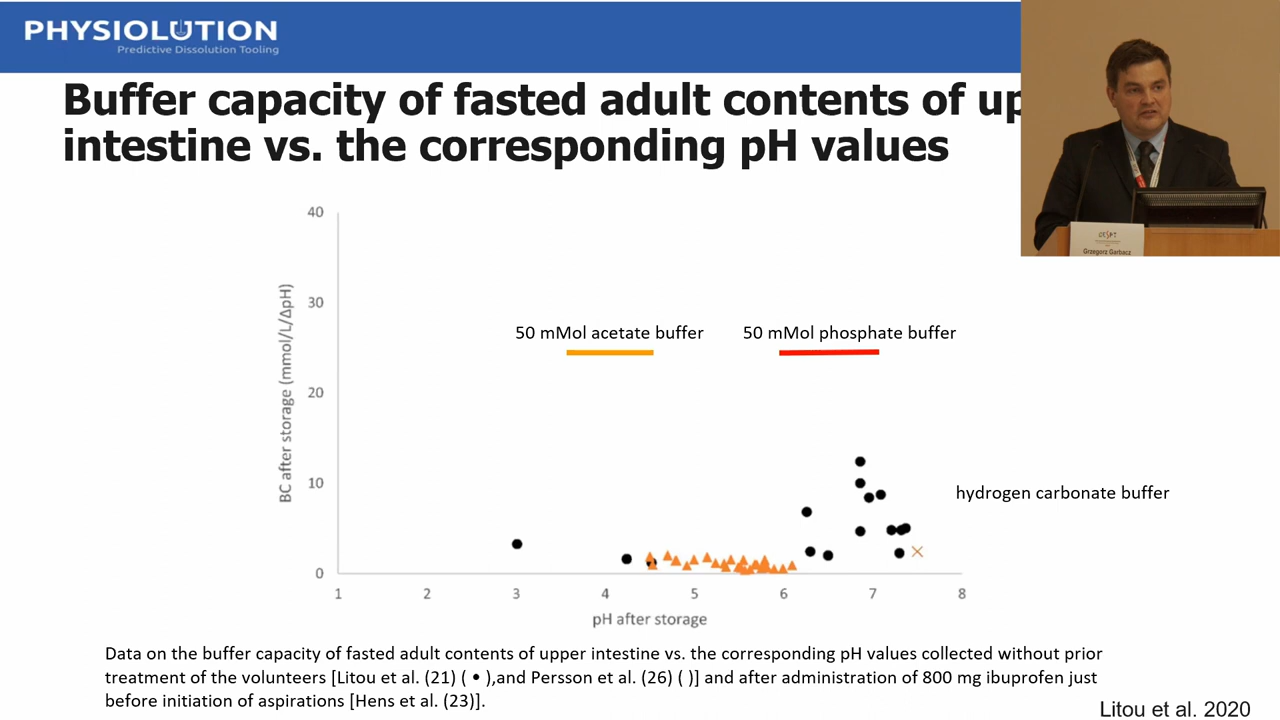 PHYSIOLUTION
Predictive Dissolution Tooling
Buffer capacity of fasted adult contents of up
intestine vs. the corresponding pH values
Grzegorz Garbacz
40
30
20
10
0
BC after storage (mmol/L/ΔpH)
50 mMol acetate buffer
50 mMol phosphate buffer
hydrogen carbonate buffer
1 2 3 4 5 6 7 8
pH after storage
Data on the buffer capacity of fasted adult contents of upper intestine vs. the corresponding pH values collected without prior
treatment of the volunteers [Litou et al. (21) ( • ),and Persson et al. (26) ( )] and after administration of 800 mg ibuprofen just
before initiation of aspirations [Hens et al. (23)].
Litou et al. 2020